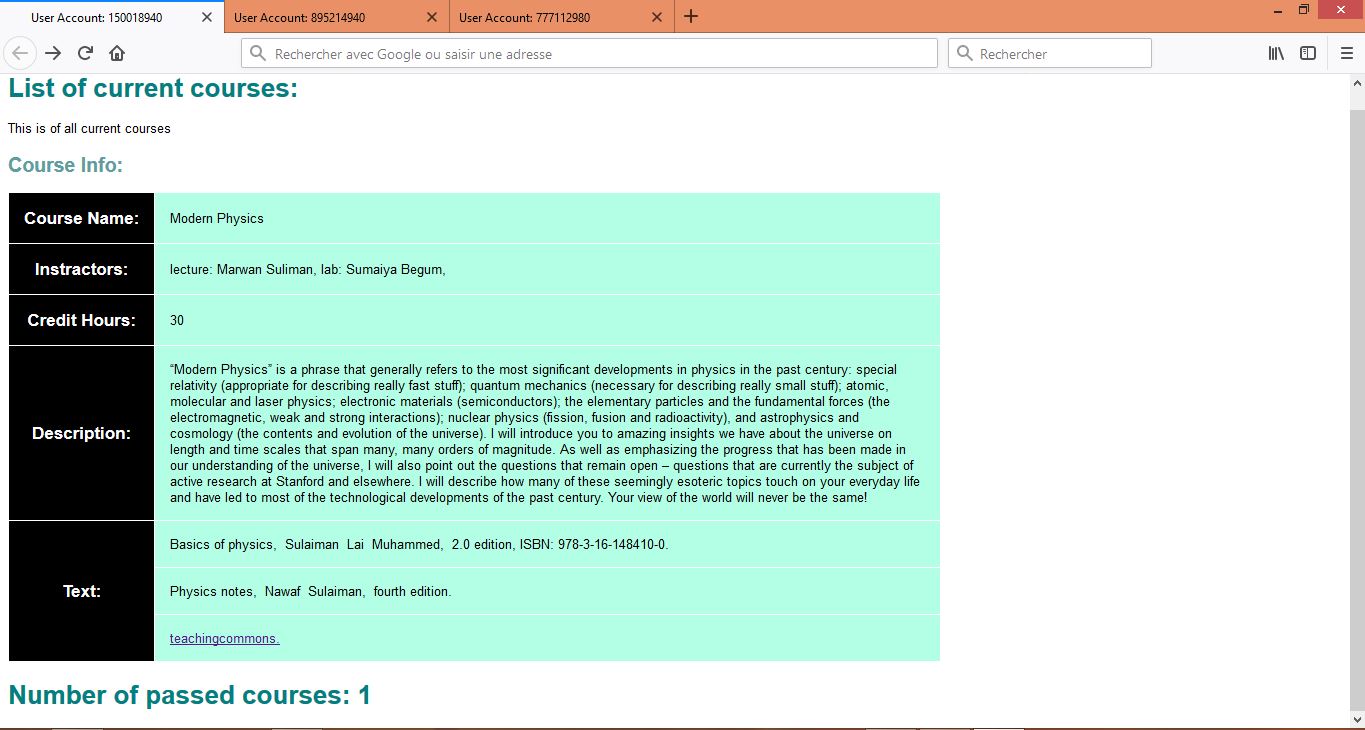 User Account: 150018940
User Account: 895214940
User Account: 777112980
Rechercher avec Google ou saisir une adresse
Rechercher
List of current courses:
This is of all current courses
Course Info:
Course Name:
Modern Physics
Instractors:
lecture: Marwan Suliman, lab: Sumaiya Begum,
Credit Hours:
30
Description:
“Modern Physics” is a phrase that generally refers to the most significant developments in physics in the past century: special
relativity (appropriate for describing really fast stuff); quantum mechanics (necessary for describing really small stuff); atomic,
molecular and laser physics; electronic materials (semiconductors); the elementary particles and the fundamental forces (the
electromagnetic, weak and strong interactions); nuclear physics (fission, fusion and radioactivity), and astrophysics and
cosmology (the contents and evolution of the universe). I will introduce you to amazing insights we have about the universe on
length and time scales that span many, many orders of magnitude. As well as emphasizing the progress that has been made in
our understanding of the universe, I will also point out the questions that remain open – questions that are currently the subject of
active research at Stanford and elsewhere. I will describe how many of these seemingly esoteric topics touch on your everyday life
and have led to most of the technological developments of the past century. Your view of the world will never be the same!
Text:
Basics of physics, Sulaiman Lai Muhammed, 2.0 edition, ISBN: 978-3-16-148410-0.
Physics notes, Nawaf Sulaiman, fourth edition.
teachingcommons.
Number of passed courses: 1